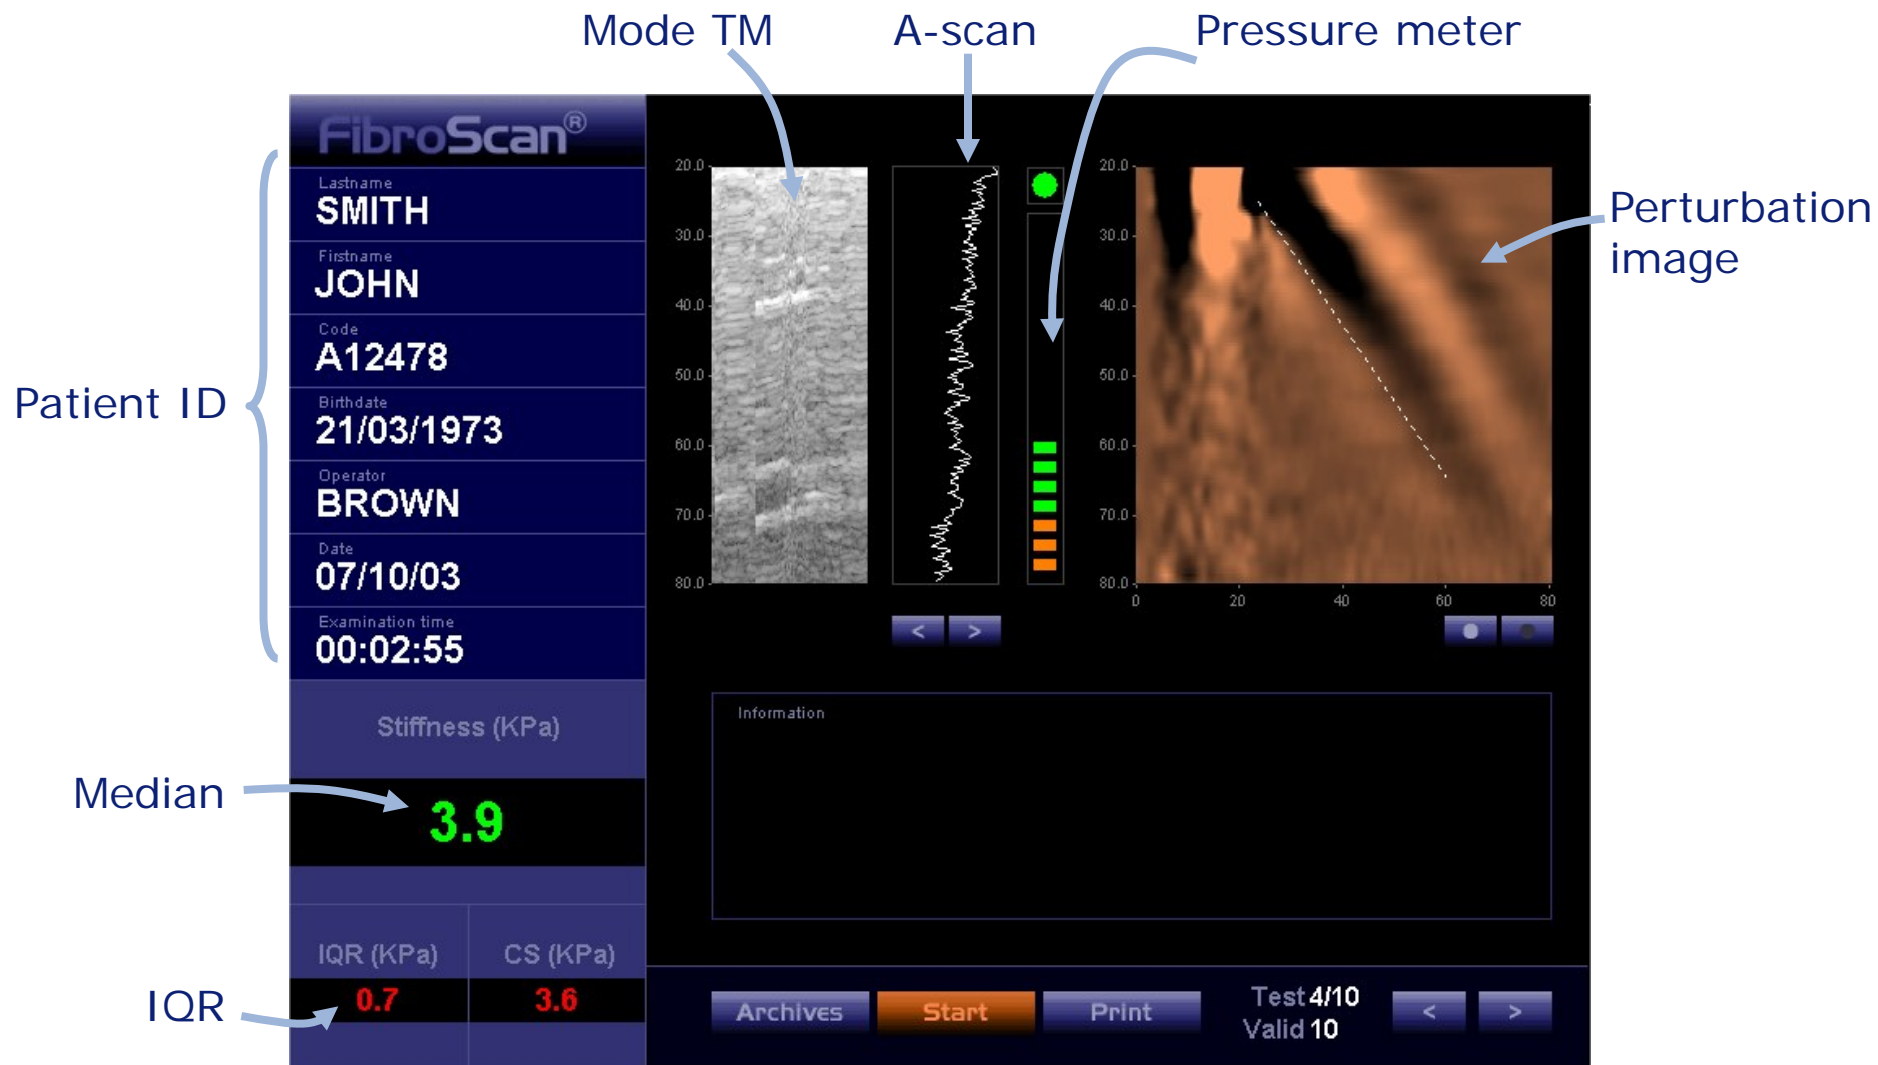 Mode TM
A-scan
Pressure meter
FibroScan®
Patient ID
Lastname
SMITH
Firstname
JOHN
Code
A12478
Birthdate
21/03/1973
Operator
BROWN
Date
07/10/03
Examination time
00:02:55
Stiffness (KPa)
Median
3.9
IQR (KPa)
CS (KPa)
IQR
0.7
3.6
20.0
30.0
40.0
50.0
60.0
70.0
80.0
< >
20.0
30.0
40.0
50.0
60.0
70.0
80.0
0 20 40 60 80
Perturbation
image
Information
Archives
Start
Print
Test 4/10
Valid 10
< >